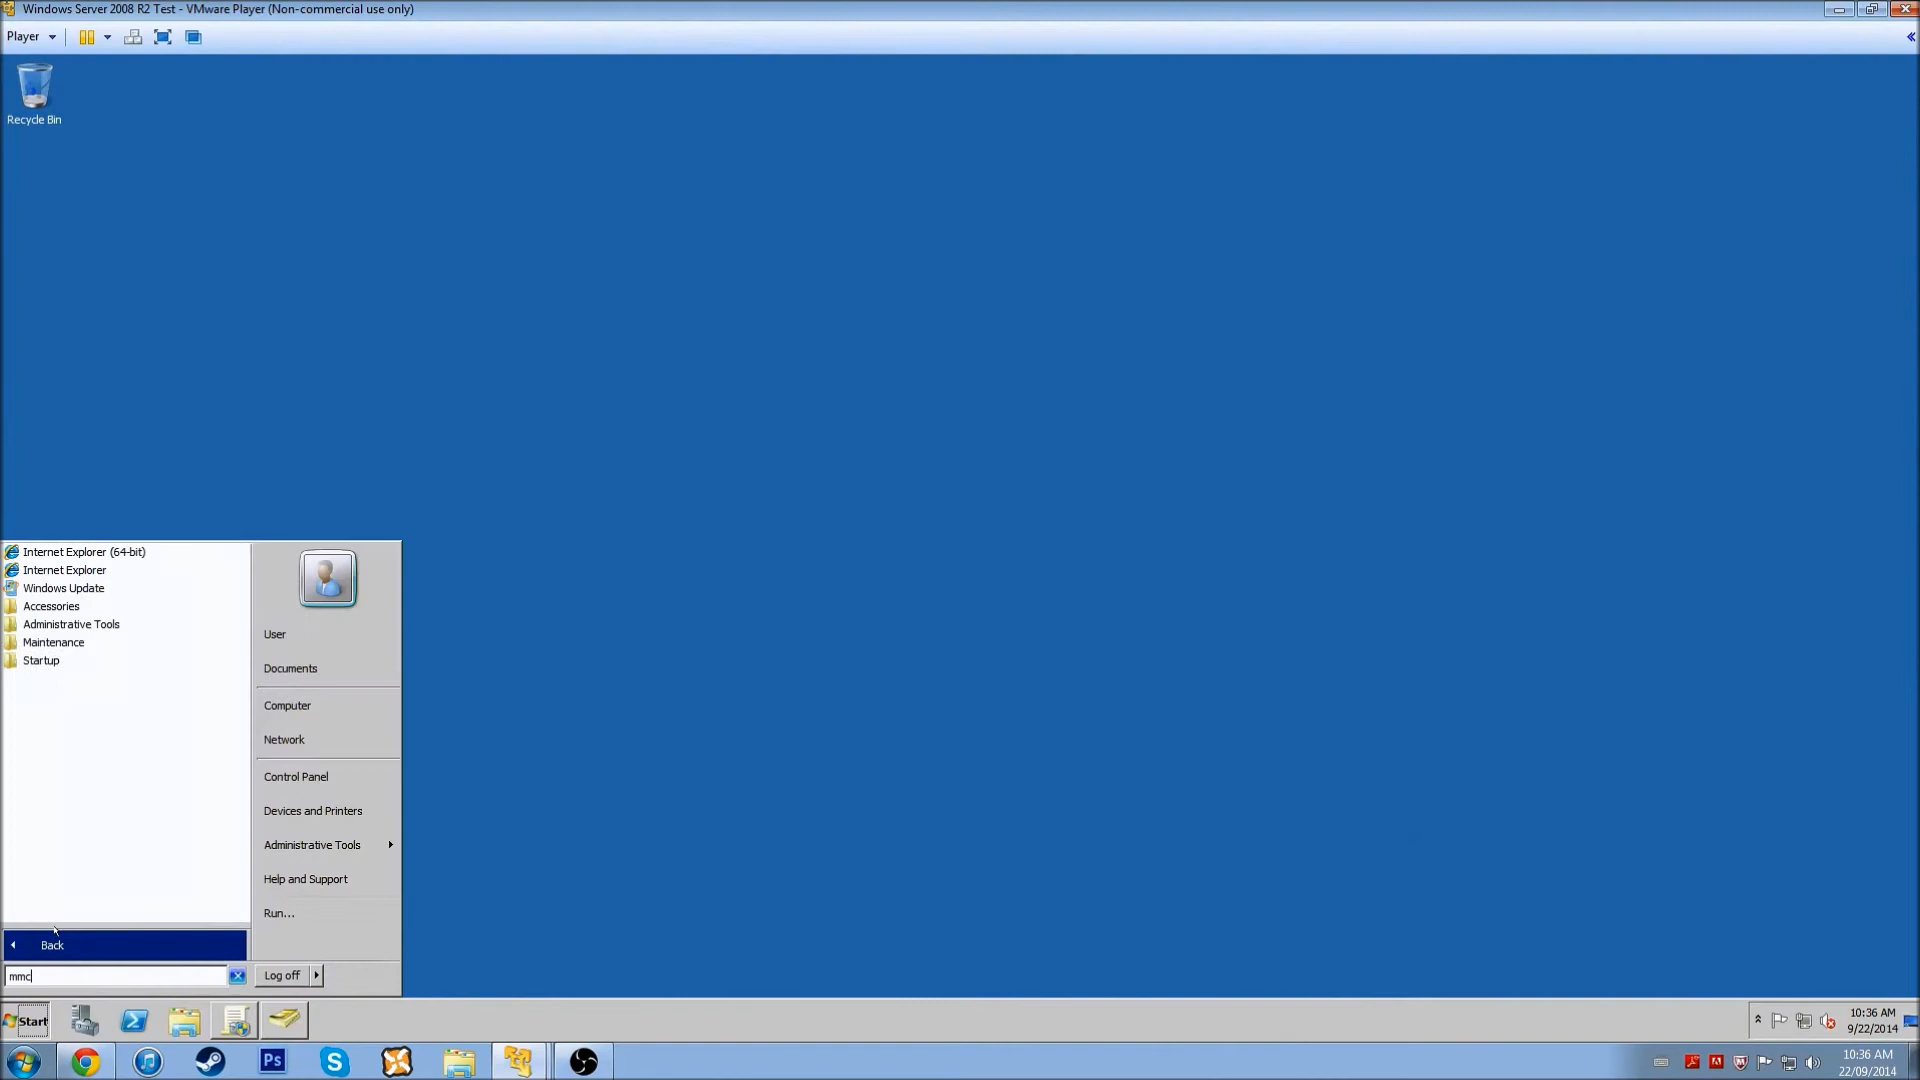 Windows Server 2008 R2 Test - VMware Player (Non-commercial use only)
Player
Recycle Bin
Internet Explorer (64-bit)
Internet Explorer
Windows Update
Accessories
Administrative Tools
Maintenance
Startup
Back
mmc
User
Documents
Computer
Network
Control Panel
Devices and Printers
Administrative Tools
Help and Support
Run...
Log off
Start
10:36 AM
9/22/2014
Ps
10:36 AM
22/09/2014